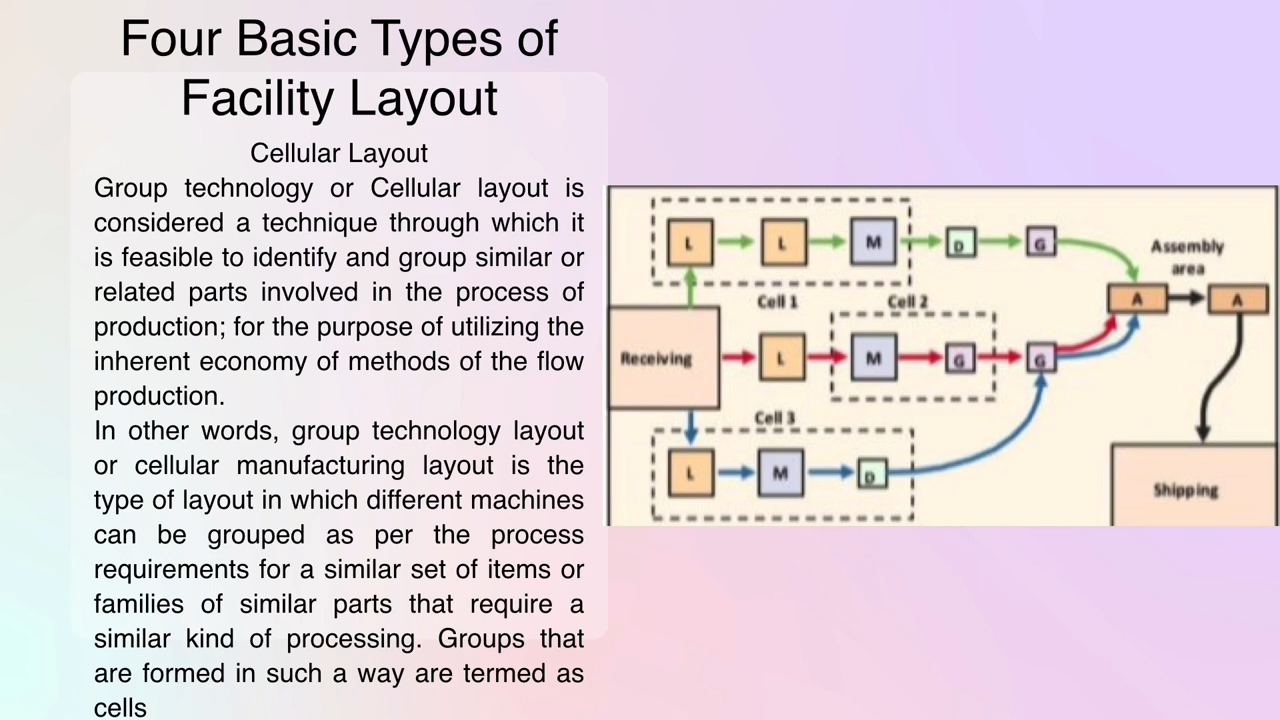 Four Basic Types of
Facility Layout
Cellular Layout
Group technology or Cellular layout is
considered a technique through which it
is feasible to identify and group similar or
related parts involved in the process of
production; for the purpose of utilizing the
inherent economy of methods of the flow
production.
In other words, group technology layout
or cellular manufacturing layout is the
type of layout in which different machines
can be grouped as per the process
requirements for a similar set of items or
families of similar parts that require a
similar kind of processing. Groups that
are formed in such a way are termed as
cells
L L M D G
Assembly
area
Cell 1 Cell 2
A A
Receiving L M G G
Cell 3
L M D
Shipping